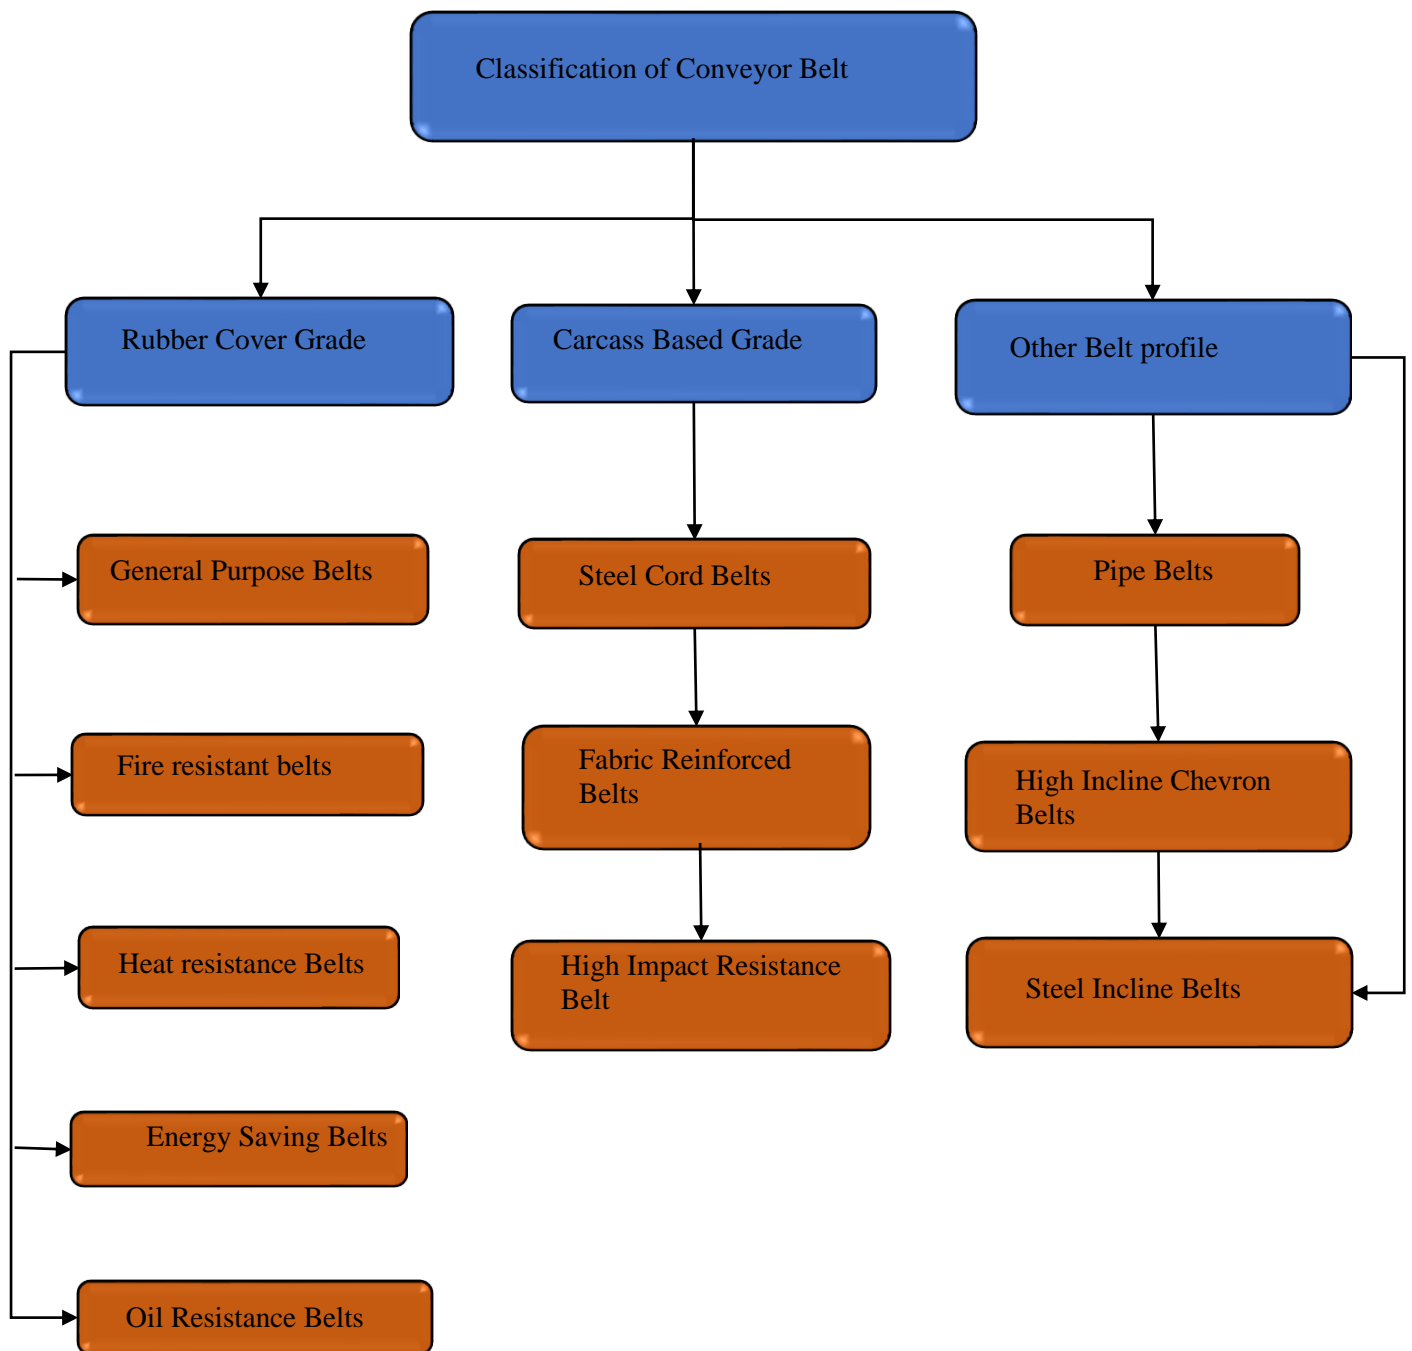 Classification of Conveyor Belt
Rubber Cover Grade
Carcass Based Grade
Other Belt profile
General Purpose Belts
Steel Cord Belts
Pipe Belts
Fire resistant belts
Fabric Reinforced
Belts
High Incline Chevron
Belts
Heat resistance Belts
High Impact Resistance
Belt
Steel Incline Belts
Energy Saving Belts
Oil Resistance Belts